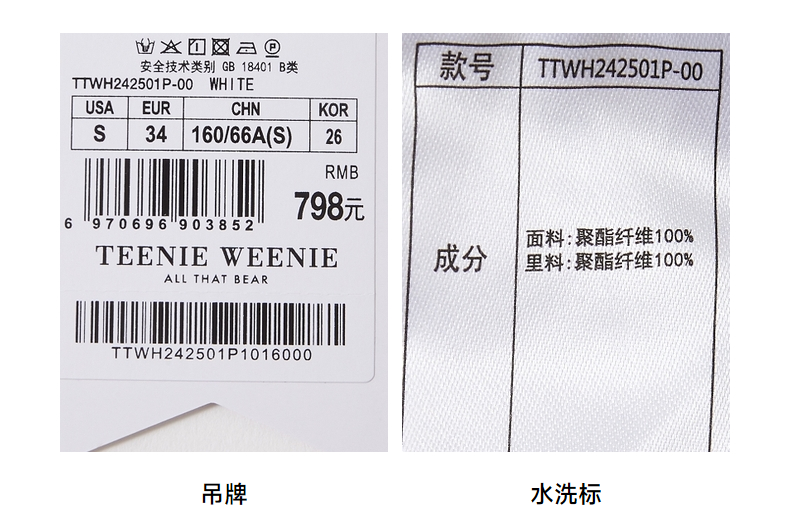 安全技术类别 GB 18401 B类
TTWH242501P-00 WHITE
USA EUR CHN KOR
S 34 160/66A(S) 26
RMB
798元
6 970696 903852
TEENIE WEENIE
ALL THAT BEAR
TTWH242501P1016000
吊牌
款号 TTWH242501P-00
成分
面料:聚酯纤维100%
里料:聚酯纤维100%
水洗标